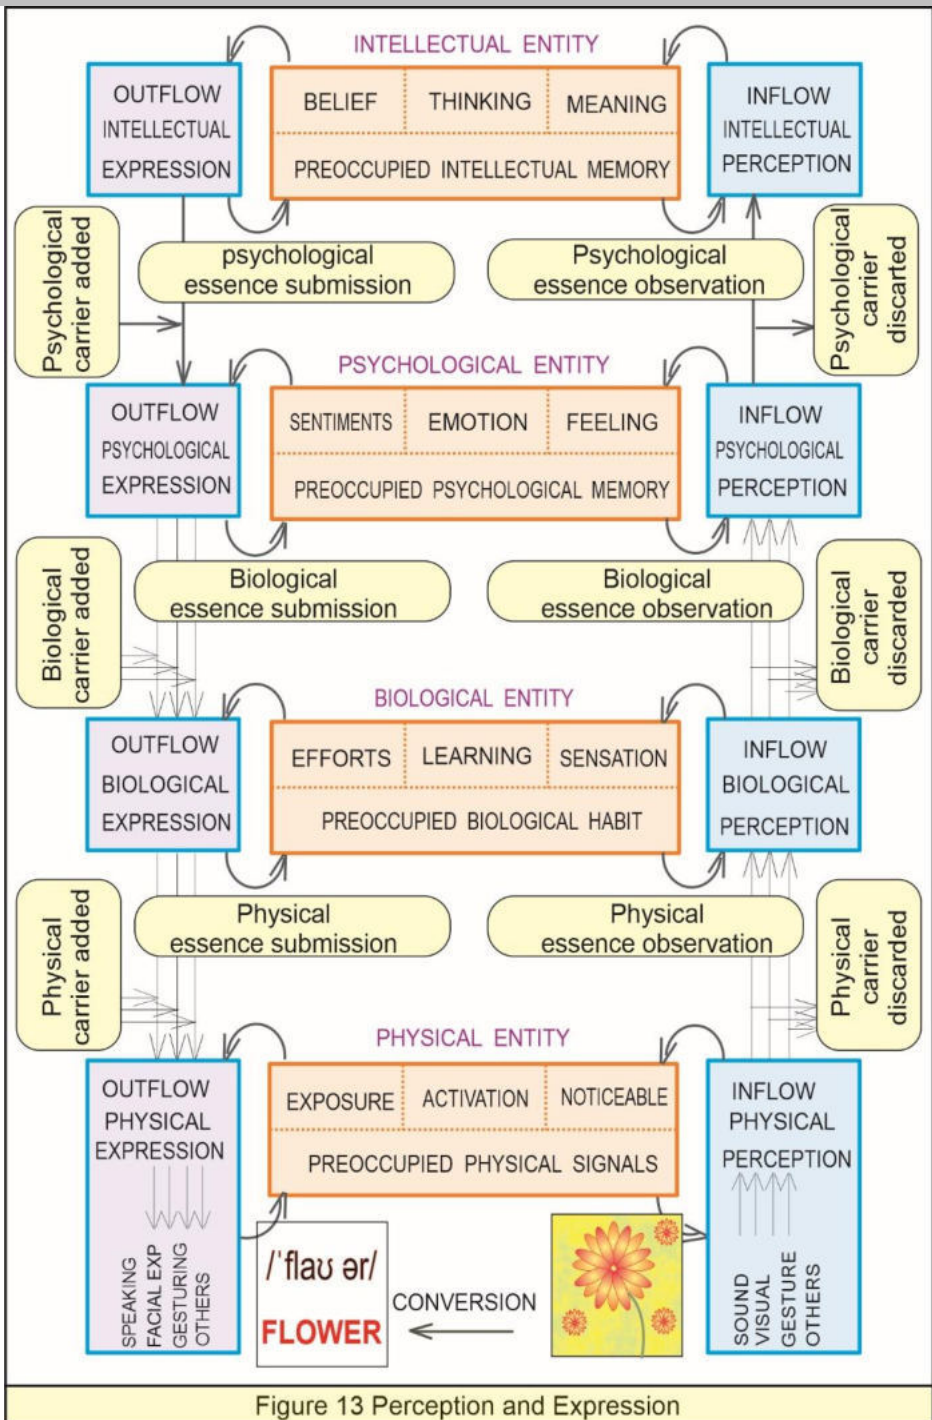 INTELLECTUAL ENTITY
OUTFLOW
INTELLECTUAL
EXPRESSION
BELIEF
THINKING
MEANING
PREOCCUPIED INTELLECTUAL MEMORY
INFLOW
INTELLECTUAL
PERCEPTION
Psychological
carrier added
psychological
essence submission
Psychological
essence observation
Psychological
carrier
discarted
PSYCHOLOGICAL ENTITY
OUTFLOW
PSYCHOLOGICAL
EXPRESSION
SENTIMENTS
EMOTION
FEELING
PREOCCUPIED PSYCHOLOGICAL MEMORY
INFLOW
PSYCHOLOGICAL
PERCEPTION
Biological
carrier added
Biological
essence submission
Biological
essence observation
Biological
carrier
discarded
BIOLOGICAL ENTITY
OUTFLOW
BIOLOGICAL
EXPRESSION
EFFORTS
LEARNING
SENSATION
PREOCCUPIED BIOLOGICAL HABIT
INFLOW
BIOLOGICAL
PERCEPTION
Physical
carrier added
Physical
essence submission
Physical
essence observation
Physical
carrier
discarded
PHYSICAL ENTITY
OUTFLOW
PHYSICAL
EXPRESSION
SPEAKING
FACIAL EXP
GESTURING
OTHERS
EXPOSURE
ACTIVATION
NOTICEABLE
PREOCCUPIED PHYSICAL SIGNALS
INFLOW
PHYSICAL
PERCEPTION
SOUND
VISUAL
GESTURE
OTHERS
/ˈflaʊ ər/
FLOWER
CONVERSION
Figure 13 Perception and Expression